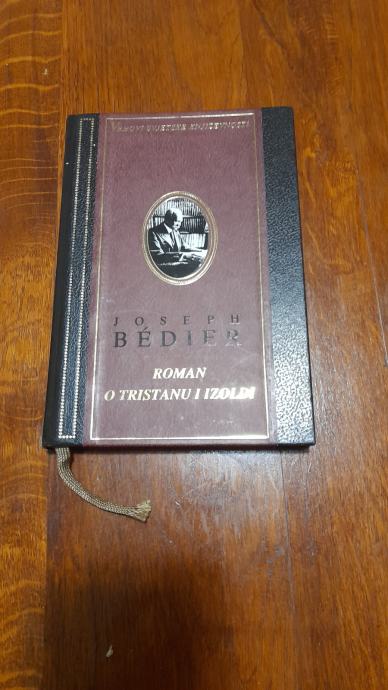 VRHOVI SVJETSKE KNJIŽEVNOSTI
JOSEPH
BÉDIER
ROMAN
O TRISTANU I IZOLDI